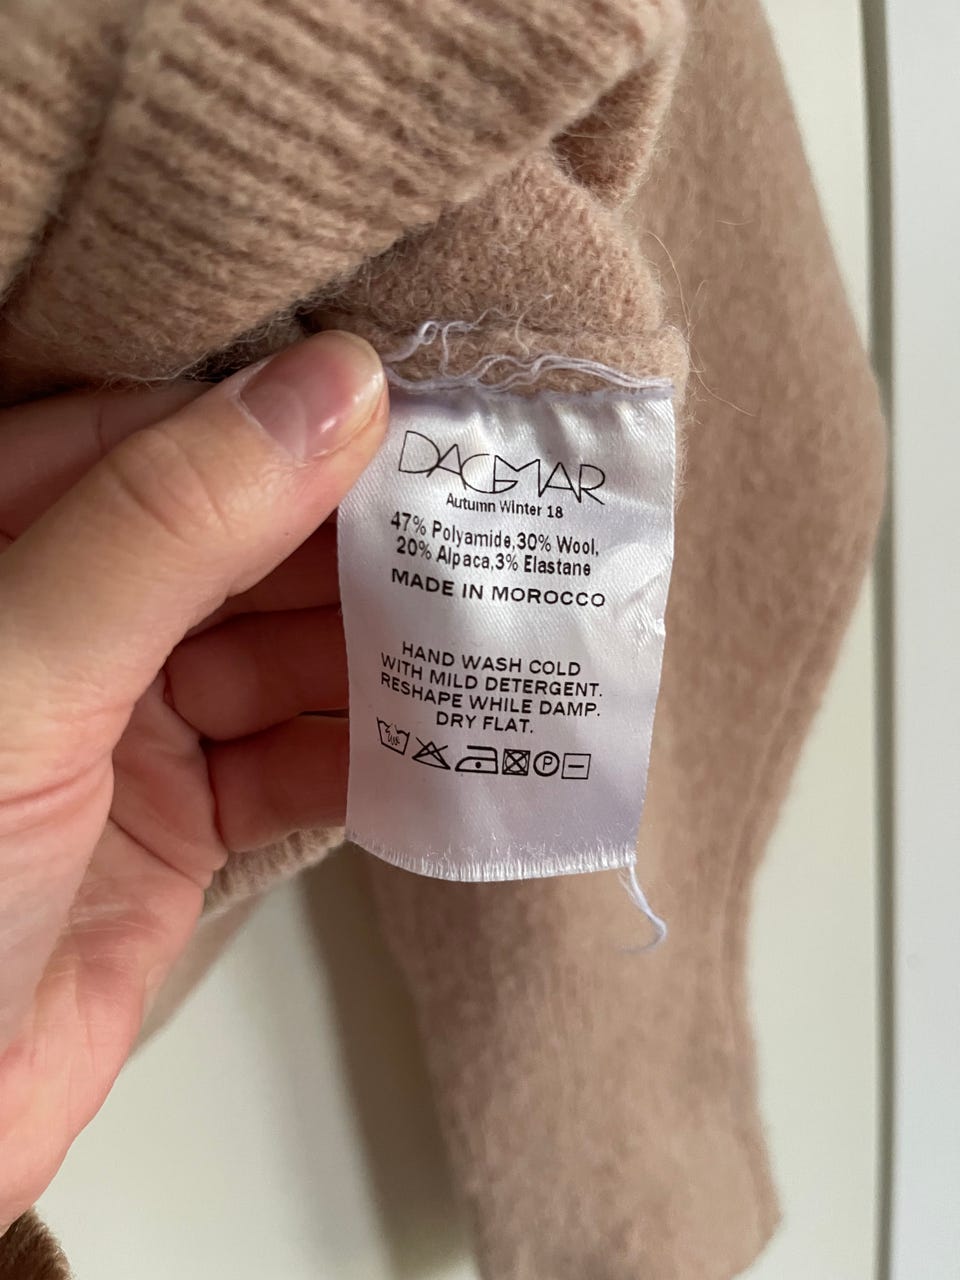 DAGMAR
Autumn Winter 18
47% Polyamide,30% Wool,
20% Alpaca,3% Elastane
MADE IN MOROCCO
HAND WASH COLD
WITH MILD DETERGENT.
RESHAPE WHILE DAMP.
DRY FLAT.
P